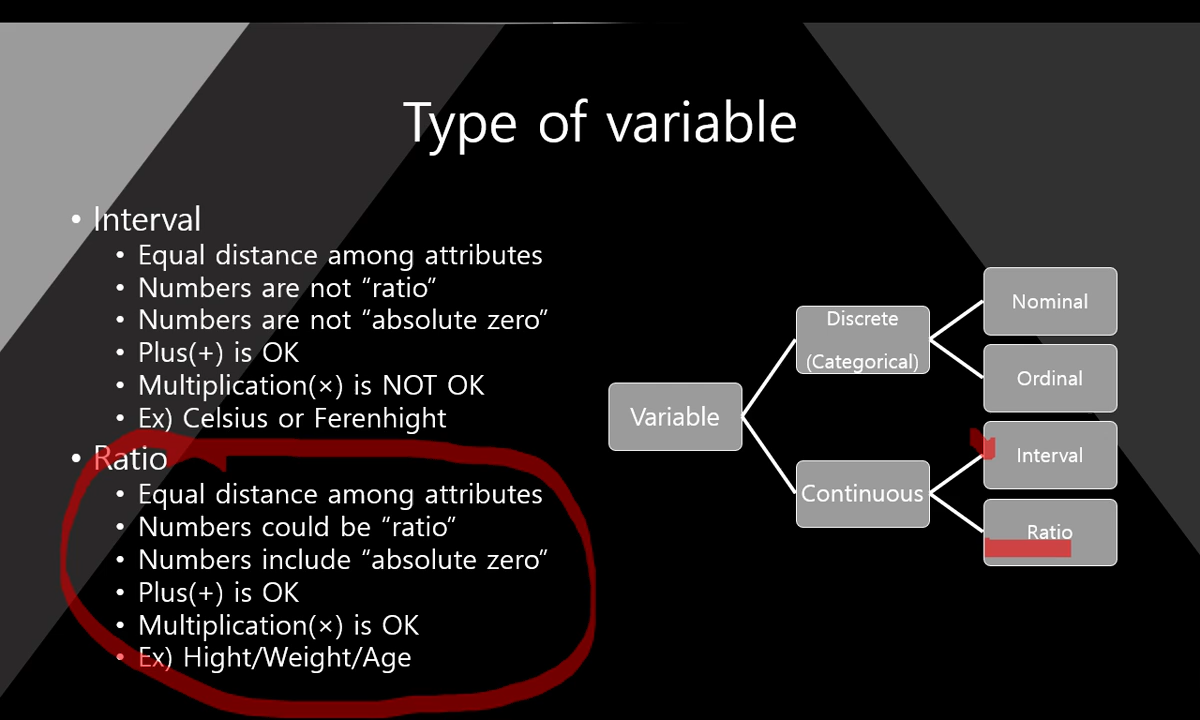 Type of variable
• Interval
• Equal distance among attributes
• Numbers are not “ratio”
• Numbers are not “absolute zero”
• Plus(+) is OK
• Multiplication(×) is NOT OK
• Ex) Celsius or Ferenhight
• Ratio
• Equal distance among attributes
• Numbers could be “ratio”
• Numbers include “absolute zero”
• Plus(+) is OK
• Multiplication(×) is OK
• Ex) Hight/Weight/Age
Variable
Discrete
(Categorical)
Continuous
Nominal
Ordinal
Interval
Ratio